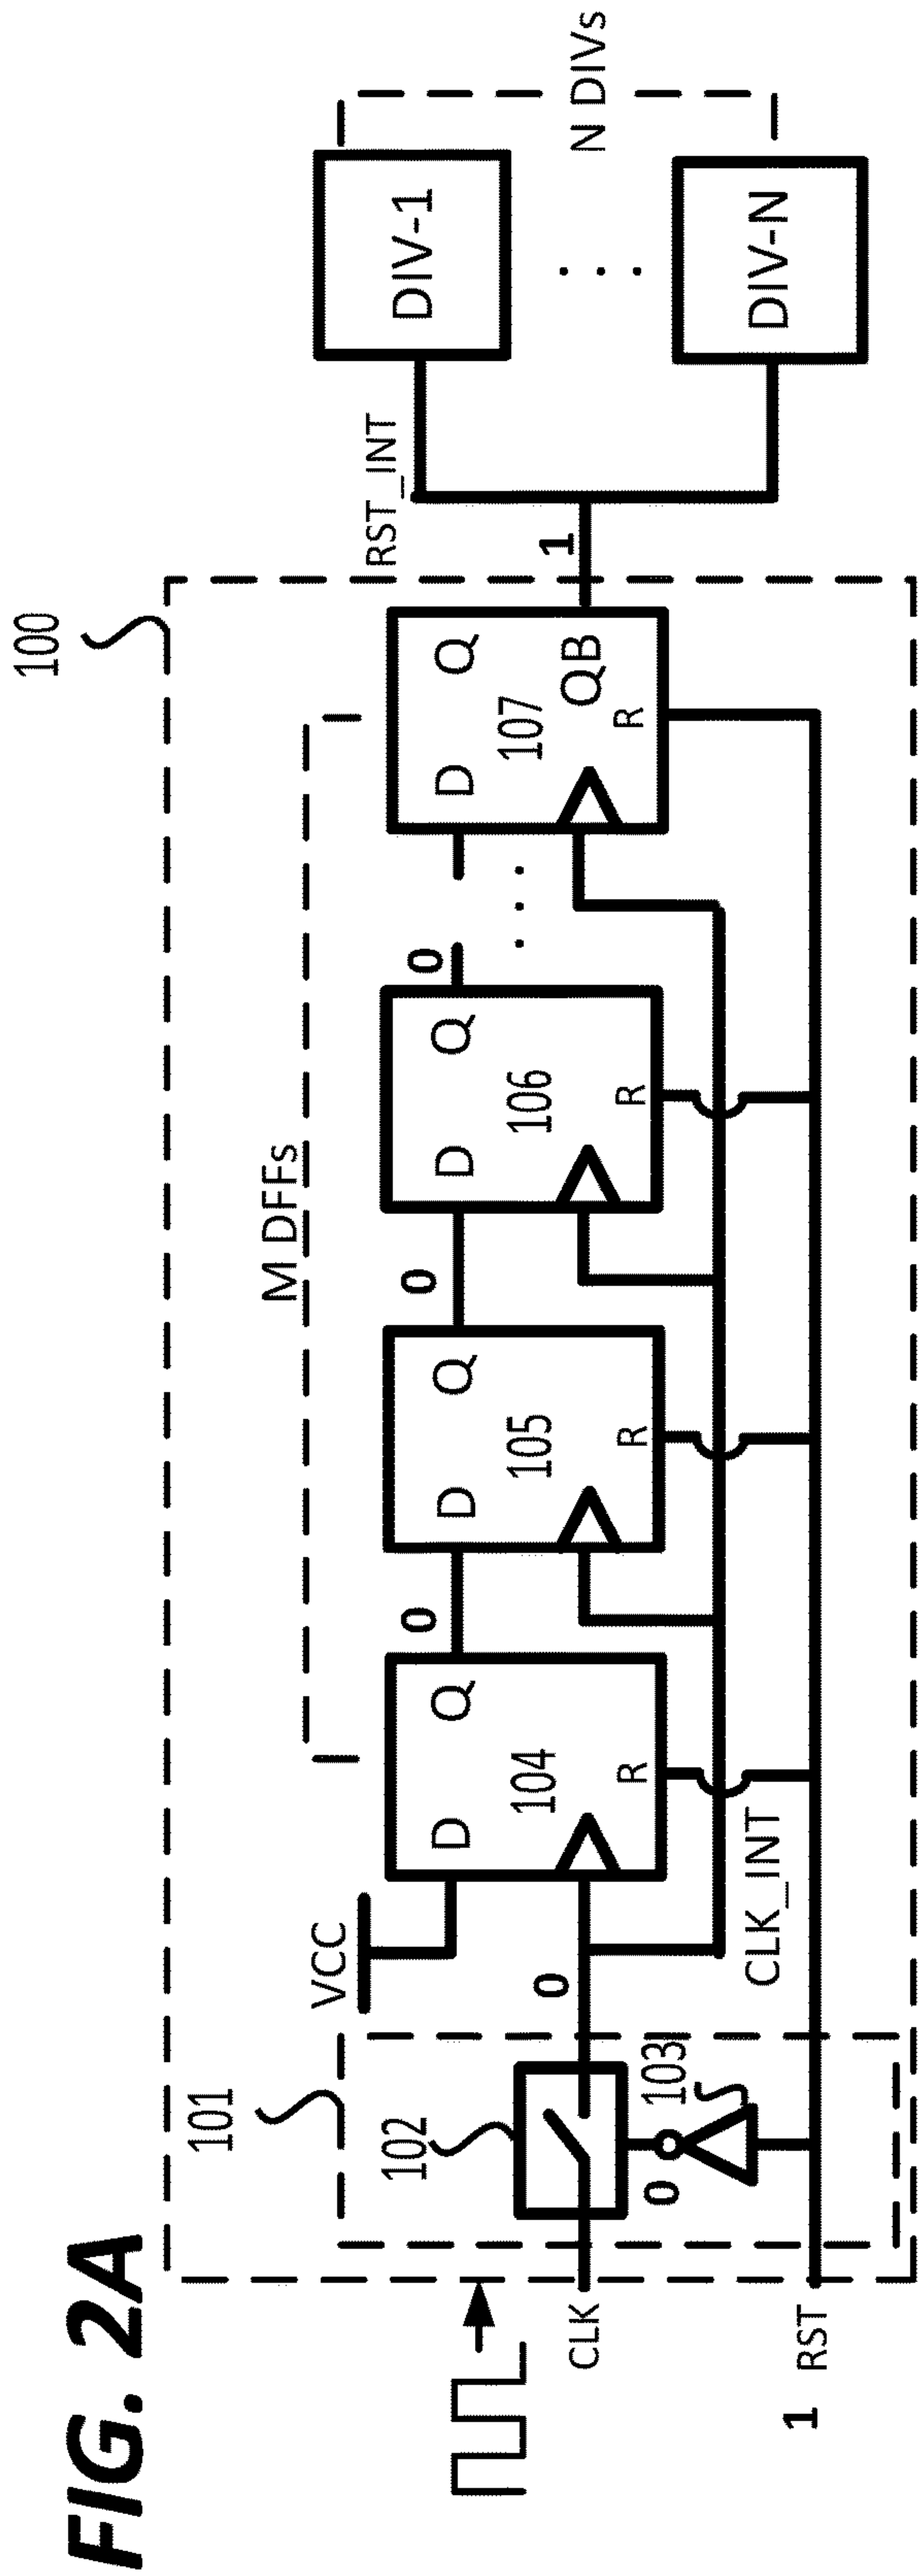 FIG. 2A
100
101
M DFFs
VCC
102
103
0
0
CLK
RST
1
CLK_INT
D
Q
104
R
0
D
Q
105
R
0
D
Q
106
R
0
. . .
D
Q
107
QB
R
1
RST_INT
DIV-1
. . .
DIV-N
N DIVs